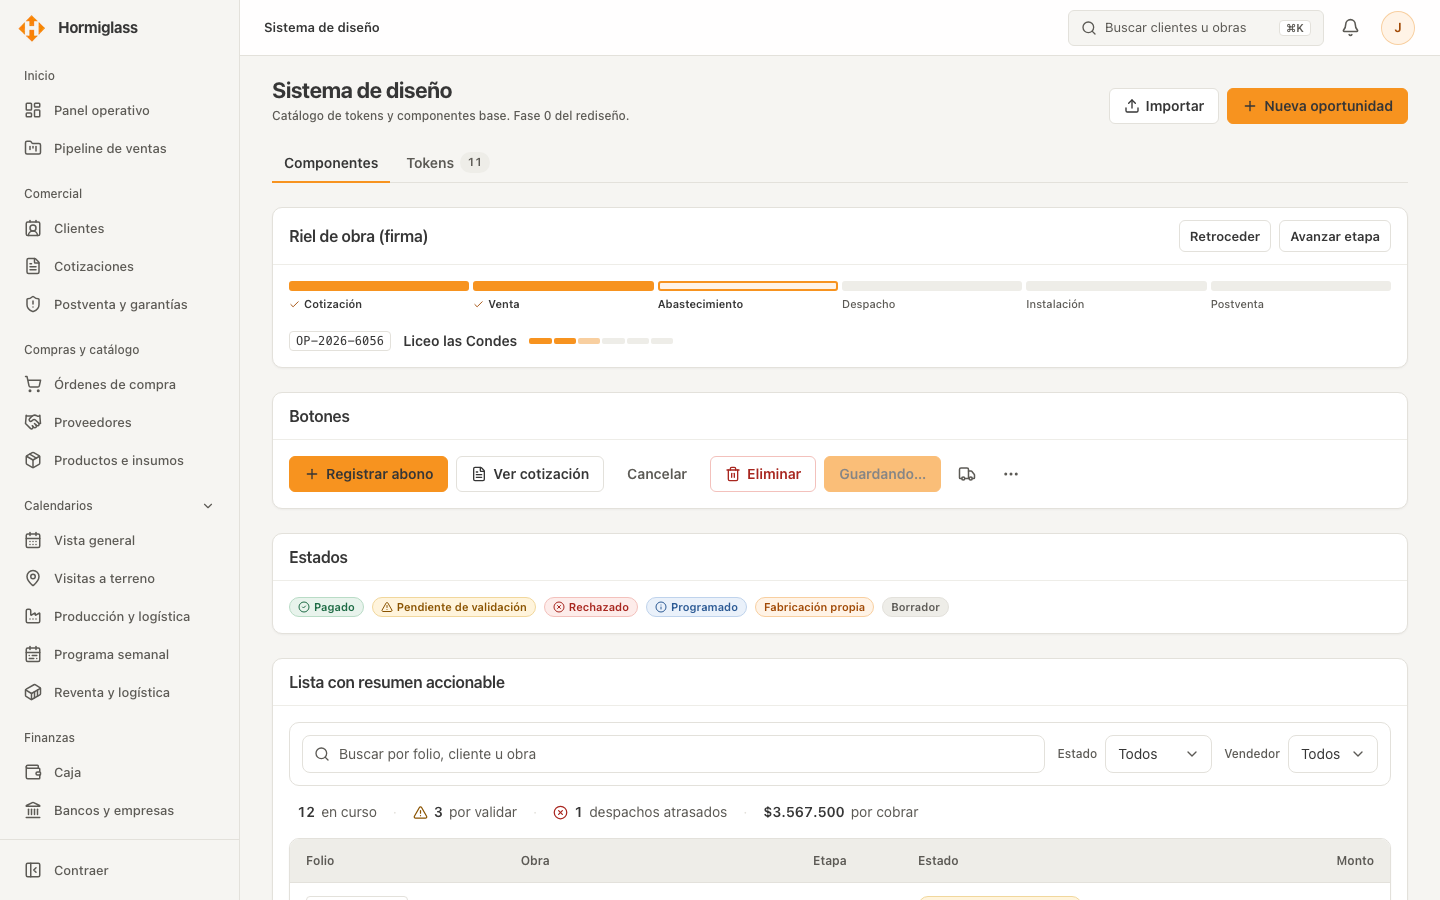 Hormiglass
Sistema de diseño
Buscar clientes u obras
⌘K
J
Inicio
Panel operativo
Pipeline de ventas
Comercial
Clientes
Cotizaciones
Postventa y garantías
Compras y catálogo
Órdenes de compra
Proveedores
Productos e insumos
Calendarios
Vista general
Visitas a terreno
Producción y logística
Programa semanal
Reventa y logística
Finanzas
Caja
Bancos y empresas
Contraer
Sistema de diseño
Catálogo de tokens y componentes base. Fase 0 del rediseño.
Importar
Nueva oportunidad
Componentes
Tokens 11
Riel de obra (firma)
Retroceder
Avanzar etapa
Cotización
Venta
Abastecimiento
Despacho
Instalación
Postventa
OP-2026-6056
Liceo las Condes
Botones
Registrar abono
Ver cotización
Cancelar
Eliminar
Guardando...
Estados
Pagado
Pendiente de validación
Rechazado
Programado
Fabricación propia
Borrador
Lista con resumen accionable
Buscar por folio, cliente u obra
Estado
Todos
Vendedor
Todos
12 en curso · 3 por validar · 1 despachos atrasados · $3.567.500 por cobrar
Folio
Obra
Etapa
Estado
Monto